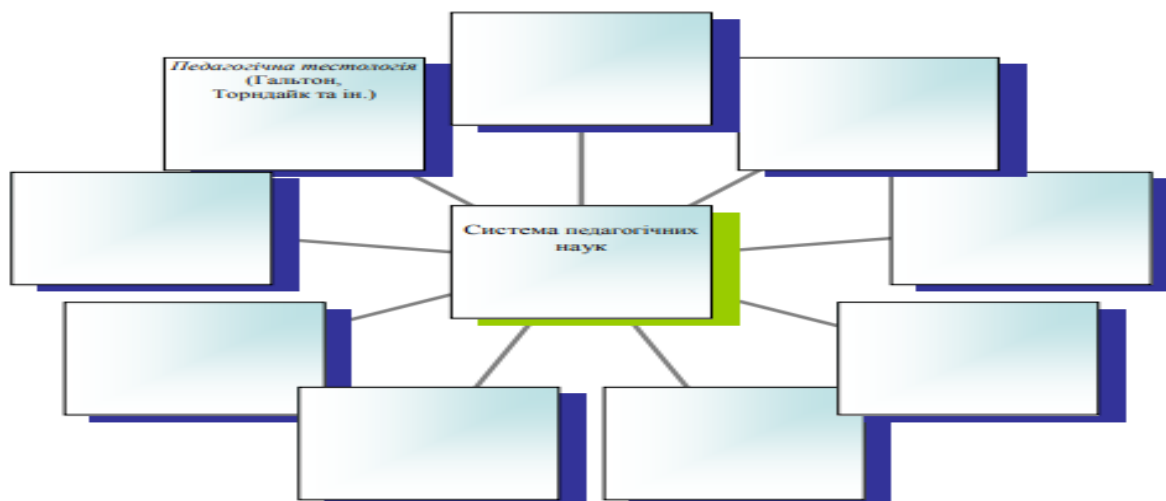 Педагогічна тестологія
(Гальтон,
Торндайк та ін.)
Система педагогічних
наук